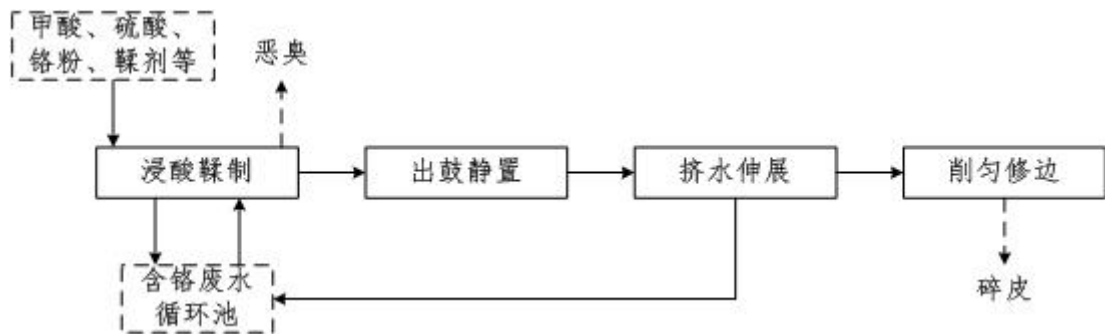 甲酸、硫酸、
铬粉、鞣剂等
恶臭
浸酸鞣制
出鼓静置
挤水伸展
削匀修边
含铬废水
循环池
碎皮